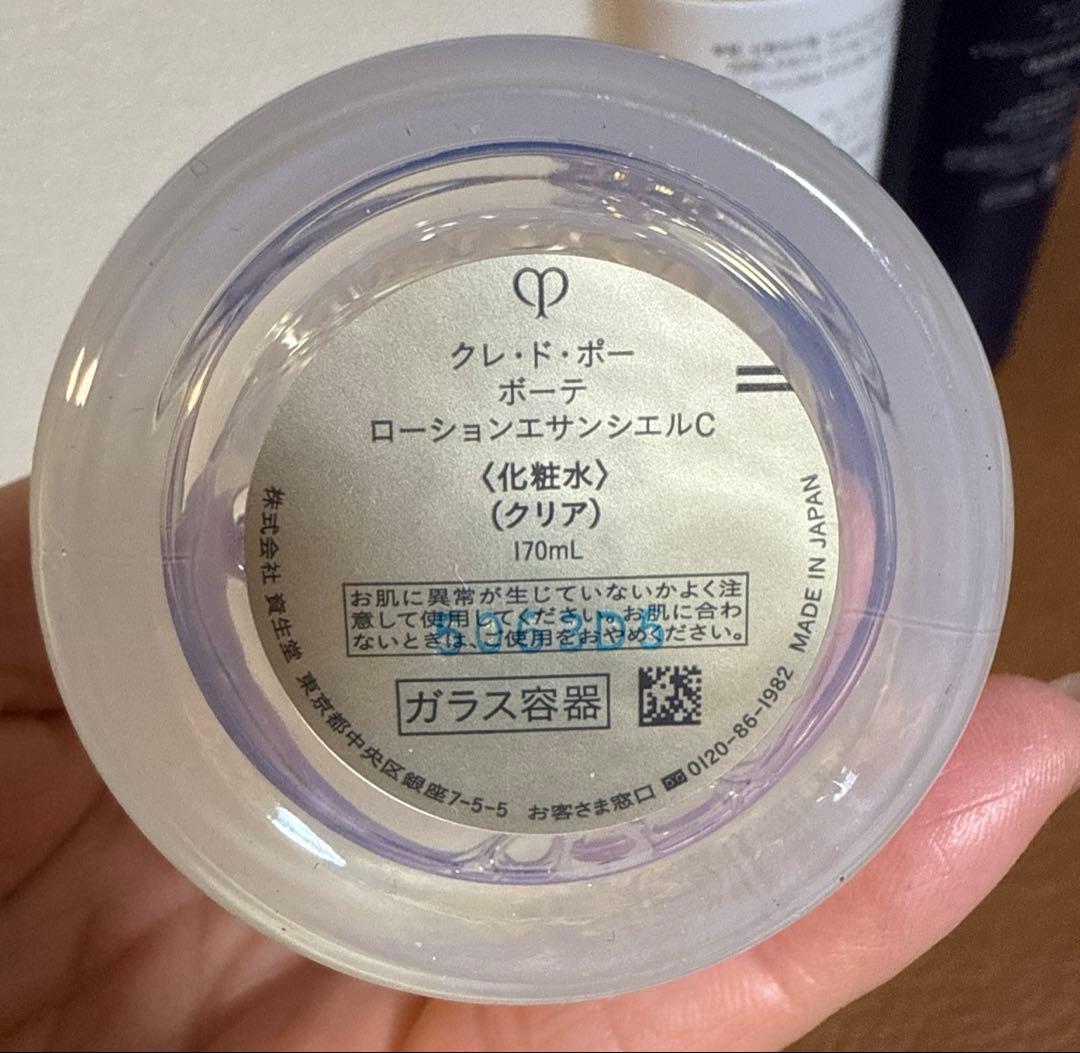 クレ・ド・ポー
ボーテ
ローションエサンシエルC
〈化粧水〉
(クリア)
170mL
お肌に異常が生じていないかよく注
意して使用してください。お肌に合わ
ないときは、ご使用をおやめください。
5063D5
ガラス容器
株式会社 資生堂 東京都中央区銀座7-5-5 お客さま窓口 0120-86-1982 MADE IN JAPAN